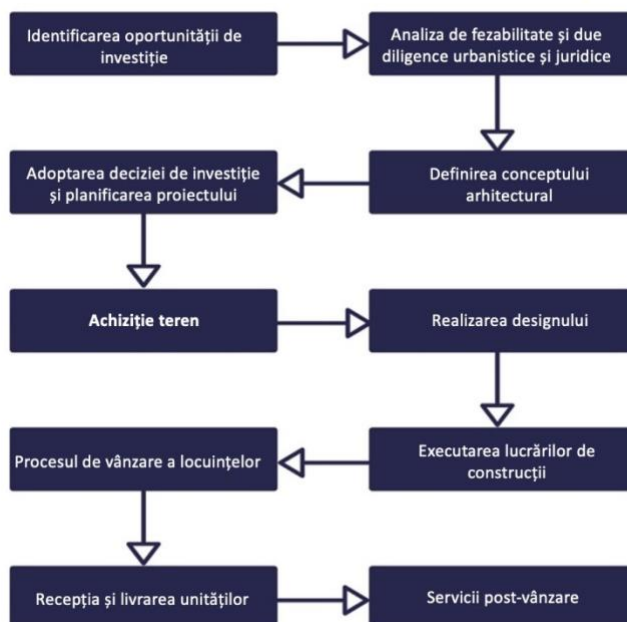 Identificarea oportunității de
investiție
Analiza de fezabilitate și due
diligence urbanistice și juridice
Definirea conceptului
arhitectural
Adoptarea deciziei de investiție
și planificarea proiectului
Achiziție teren
Realizarea designului
Executarea lucrărilor de
construcții
Procesul de vânzare a locuințelor
Recepția și livrarea unităților
Servicii post-vânzare